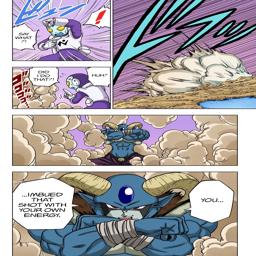 SAY
WHAT
?!
!
DID
I DO
THAT?!
HUH?
YOU...
...IMBUED
THAT
SHOT WITH
YOUR OWN
ENERGY.